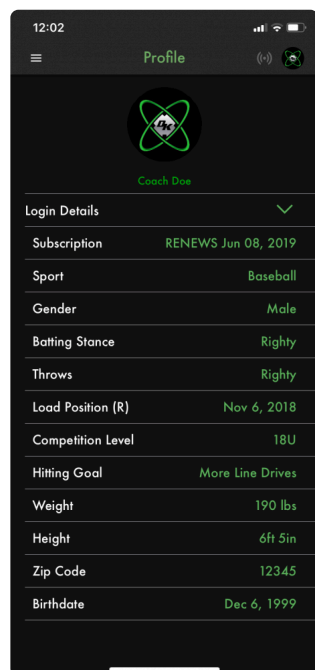 12:02
Profile
DK
Coach Doe
Login Details
Subscription RENEWS Jun 08, 2019
Sport Baseball
Gender Male
Batting Stance Righty
Throws Righty
Load Position (R) Nov 6, 2018
Competition Level 18U
Hitting Goal More Line Drives
Weight 190 lbs
Height 6ft 5in
Zip Code 12345
Birthdate Dec 6, 1999